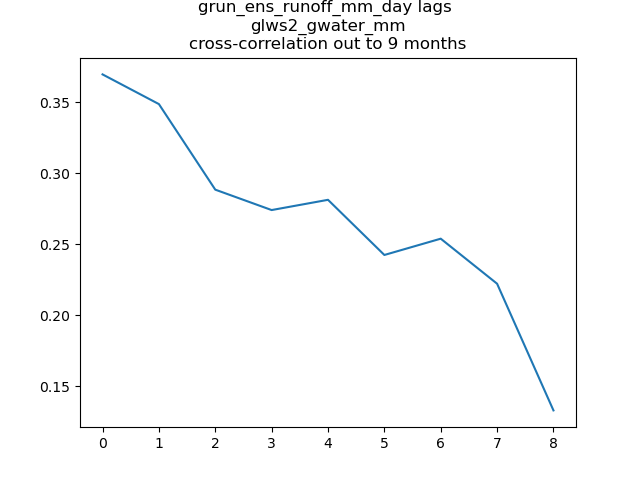 grun_ens_runoff_mm_day lags
glws2_gwater_mm
cross-correlation out to 9 months
0.35
0.30
0.25
0.20
0.15
0 1 2 3 4 5 6 7 8